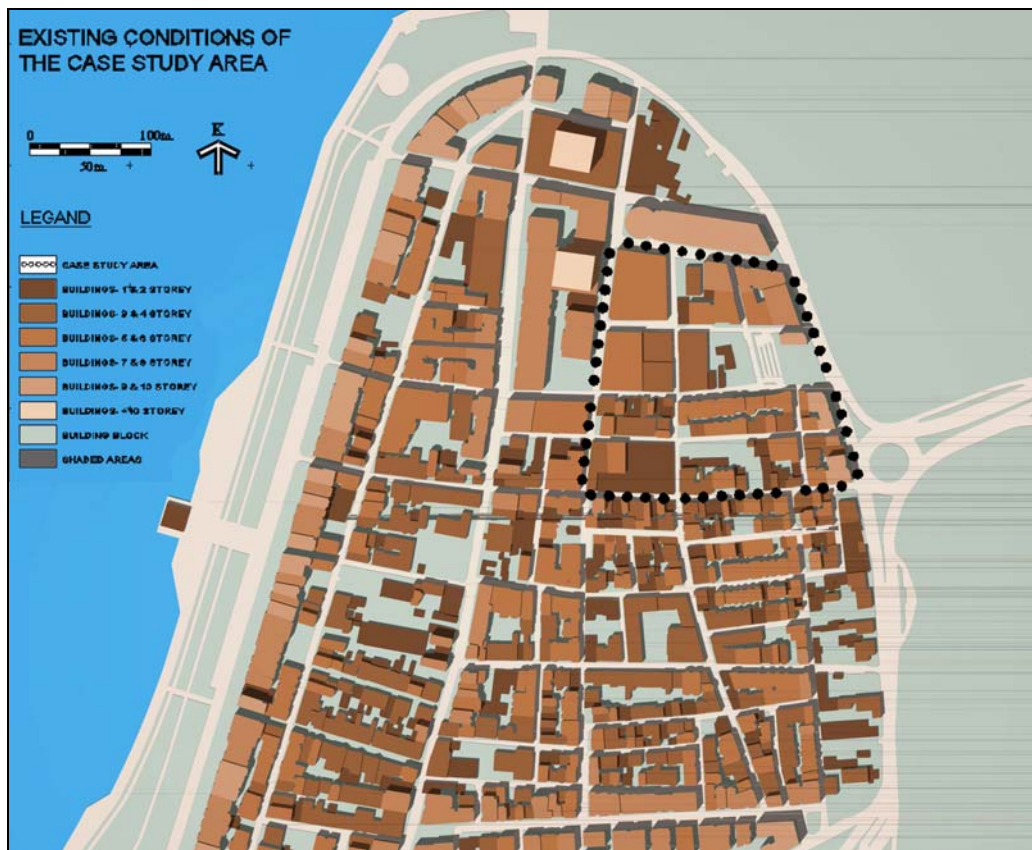 EXISTING CONDITIONS OF
THE CASE STUDY AREA
0 100m.
50m.
K
LEGAND
CASE STUDY AREA
BUILDINGS- 1&2 STOREY
BUILDINGS- 3 & 4 STOREY
BUILDINGS- 5 & 6 STOREY
BUILDINGS- 7 & 8 STOREY
BUILDINGS- 9 & 10 STOREY
BUILDINGS- STOREY
BUILDING BLOCK
SHADED AREAS